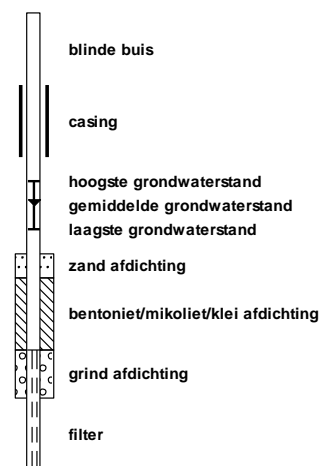 blinde buis
casing
hoogste grondwaterstand
gemiddelde grondwaterstand
laagste grondwaterstand
zand afdichting
bentoniet/mikoliet/klei afdichting
grind afdichting
filter